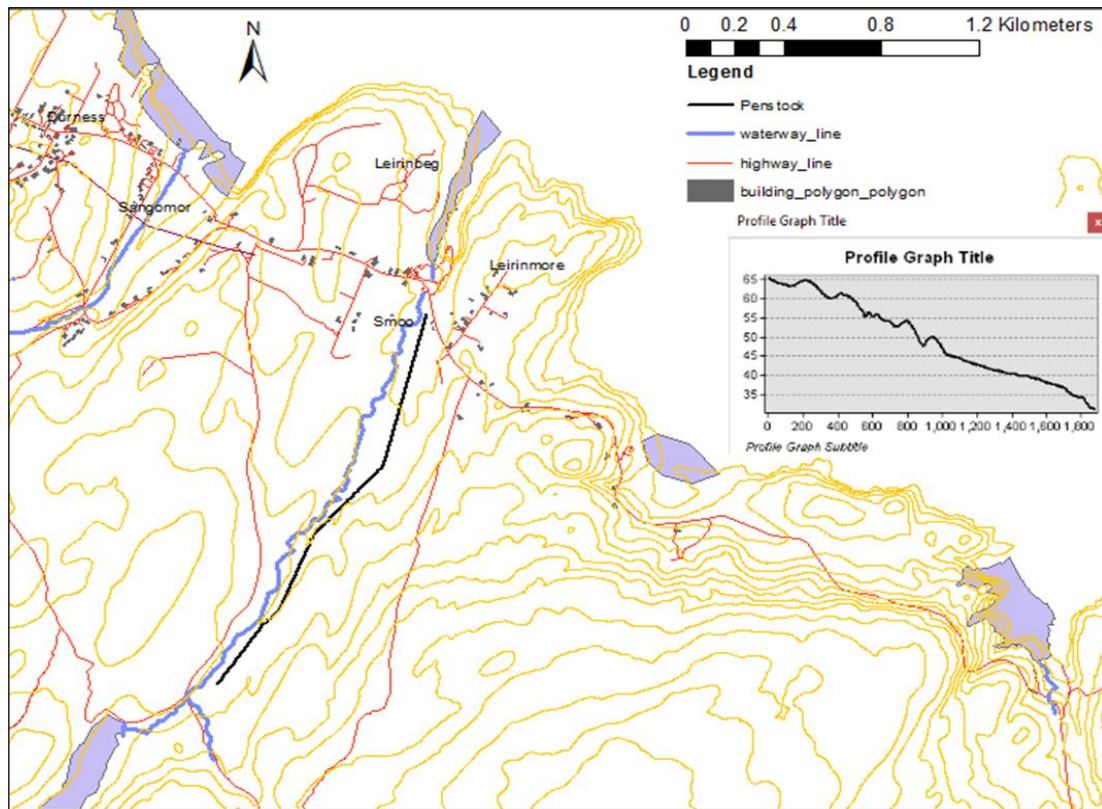 0 0.2 0.4 0.8 1.2 Kilometers
N
Legend
Penstock
waterway_line
highway_line
building_polygon_polygon
Profile Graph Title x
Profile Graph Title
65
60
55
50
45
40
35
0 200 400 600 800 1,000 1,200 1,400 1,600 1,800
Profile Graph Subtitle
Durness
Leirinbeg
Sangomor
Leirinmore
Smoo